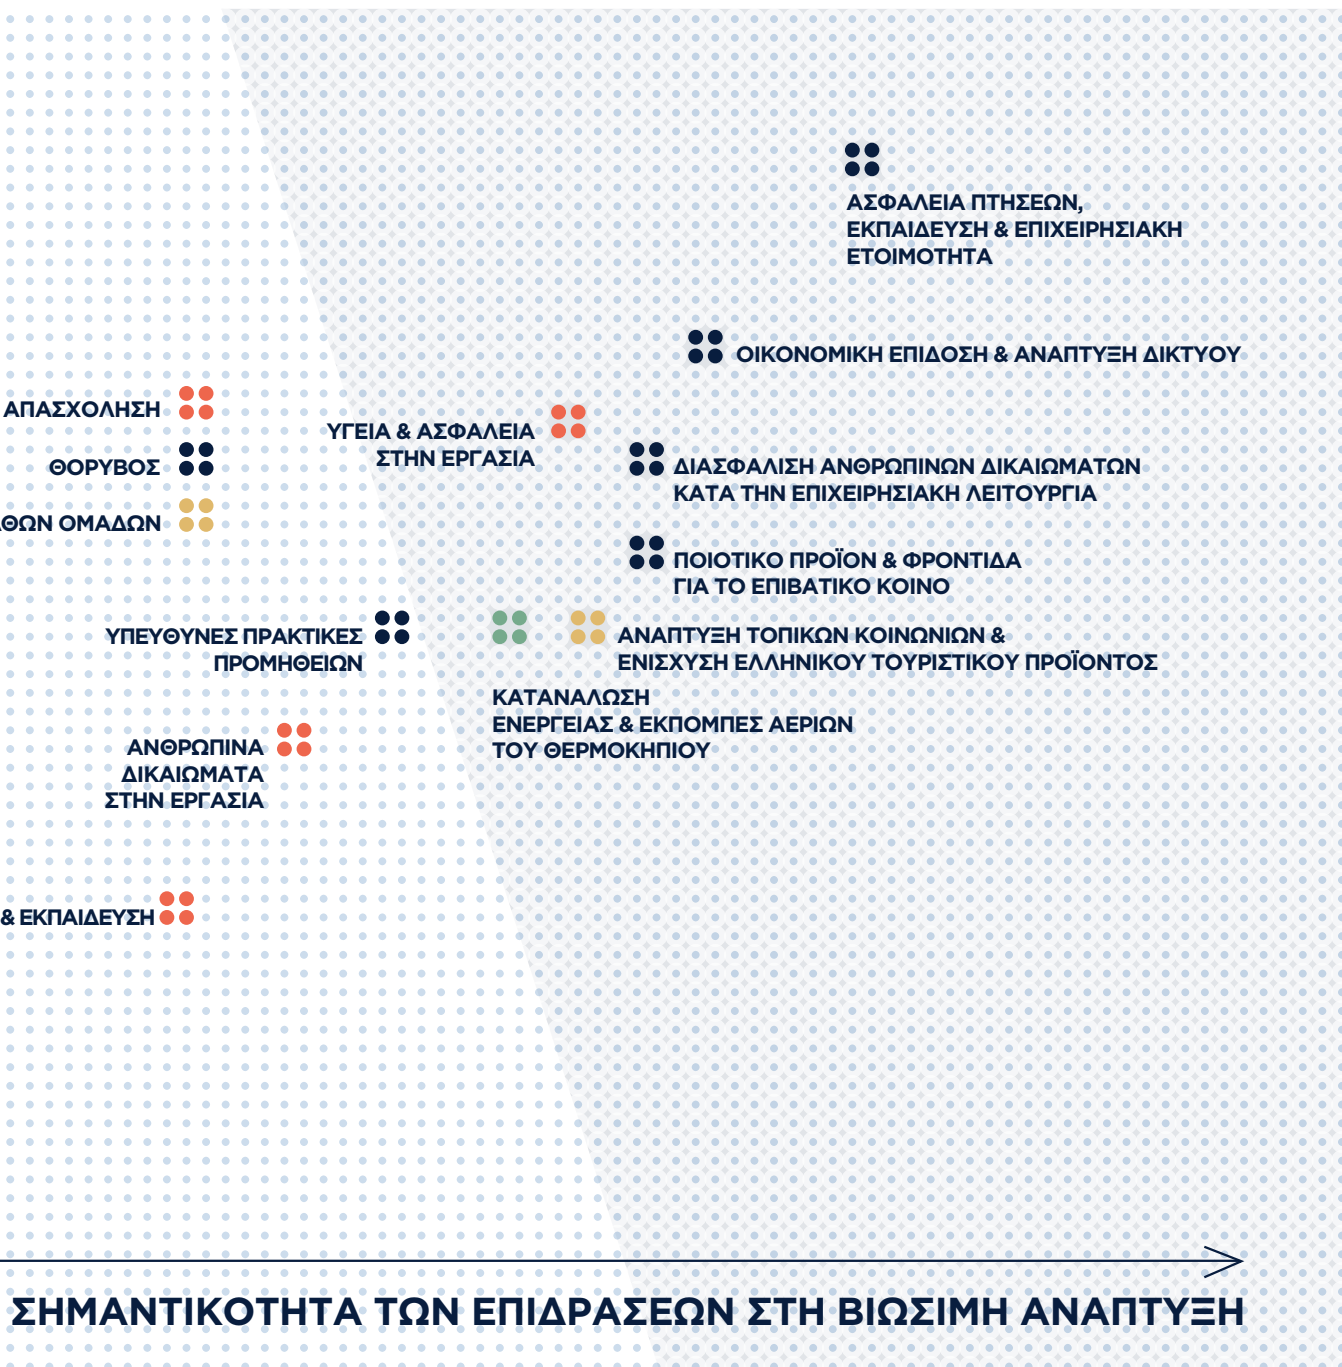 ΑΣΦΑΛΕΙΑ ΠΤΗΣΕΩΝ,
ΕΚΠΑΙΔΕΥΣΗ & ΕΠΙΧΕΙΡΗΣΙΑΚΗ
ΕΤΟΙΜΟΤΗΤΑ
ΟΙΚΟΝΟΜΙΚΗ ΕΠΙΔΟΣΗ & ΑΝΑΠΤΥΞΗ ΔΙΚΤΥΟΥ
ΑΠΑΣΧΟΛΗΣΗ
ΥΓΕΙΑ & ΑΣΦΑΛΕΙΑ
ΣΤΗΝ ΕΡΓΑΣΙΑ
ΘΟΡΥΒΟΣ
ΔΙΑΣΦΑΛΙΣΗ ΑΝΘΡΩΠΙΝΩΝ ΔΙΚΑΙΩΜΑΤΩΝ
ΚΑΤΑ ΤΗΝ ΕΠΙΧΕΙΡΗΣΙΑΚΗ ΛΕΙΤΟΥΡΓΙΑ
ΟΜΑΔΩΝ
ΠΟΙΟΤΙΚΟ ΠΡΟΪΟΝ & ΦΡΟΝΤΙΔΑ
ΓΙΑ ΤΟ ΕΠΙΒΑΤΙΚΟ ΚΟΙΝΟ
ΥΠΕΥΘΥΝΕΣ ΠΡΑΚΤΙΚΕΣ
ΠΡΟΜΗΘΕΙΩΝ
ΑΝΑΠΤΥΞΗ ΤΟΠΙΚΩΝ ΚΟΙΝΩΝΙΩΝ &
ΕΝΙΣΧΥΣΗ ΕΛΛΗΝΙΚΟΥ ΤΟΥΡΙΣΤΙΚΟΥ ΠΡΟΪΟΝΤΟΣ
ΚΑΤΑΝΑΛΩΣΗ
ΕΝΕΡΓΕΙΑΣ & ΕΚΠΟΜΠΕΣ ΑΕΡΙΩΝ
ΤΟΥ ΘΕΡΜΟΚΗΠΙΟΥ
ΑΝΘΡΩΠΙΝΑ
ΔΙΚΑΙΩΜΑΤΑ
ΣΤΗΝ ΕΡΓΑΣΙΑ
& ΕΚΠΑΙΔΕΥΣΗ
ΣΗΜΑΝΤΙΚΟΤΗΤΑ ΤΩΝ ΕΠΙΔΡΑΣΕΩΝ ΣΤΗ ΒΙΩΣΙΜΗ ΑΝΑΠΤΥΞΗ